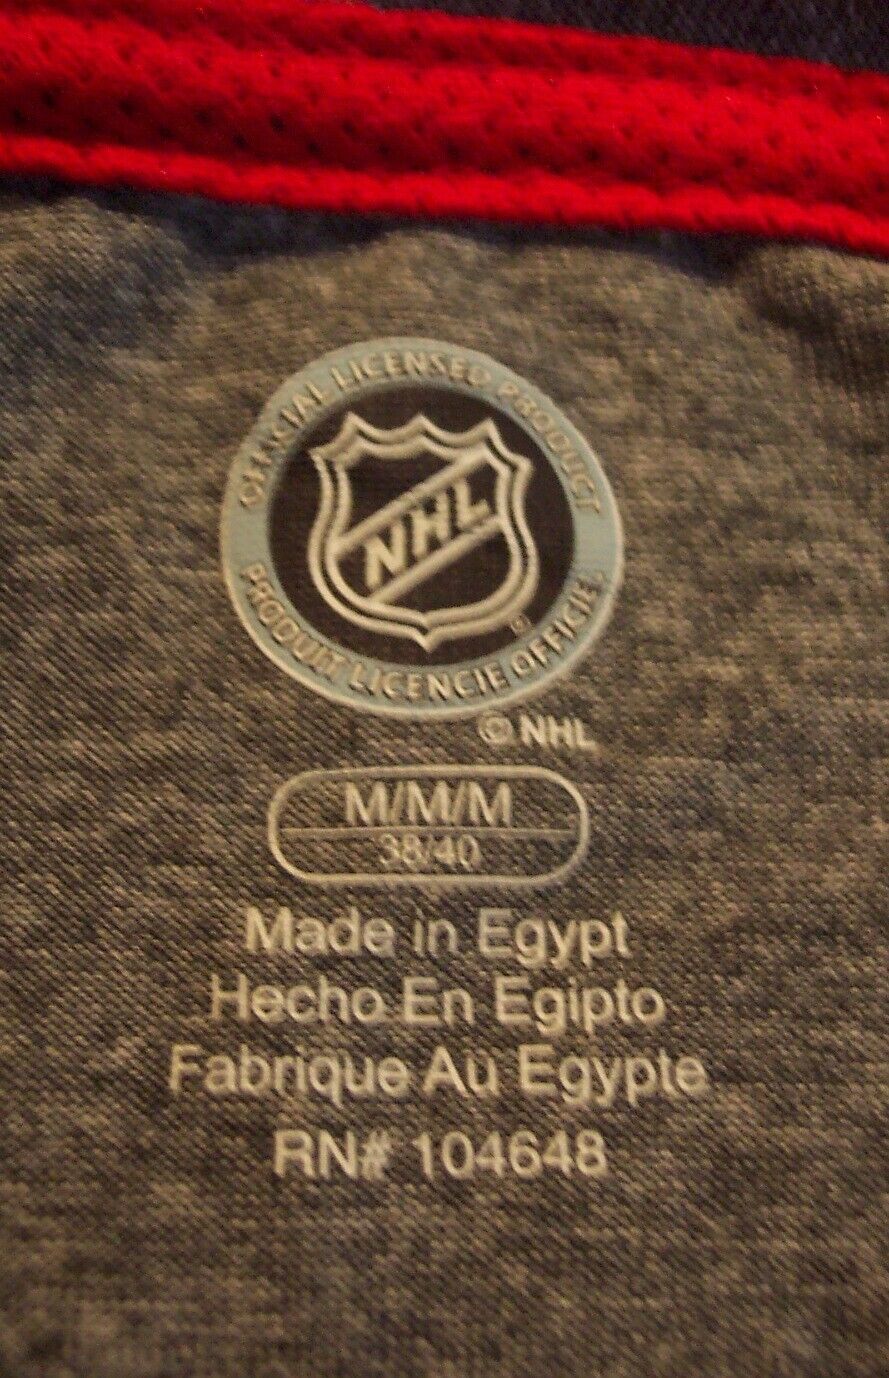 OFFICIAL LICENSED PRODUCT
NHL
PRODUIT LICENCIE OFFICIEL
© NHL
M/M/M
38/40
Made in Egypt
Hecho En Egipto
Fabrique Au Egypte
RN# 104648